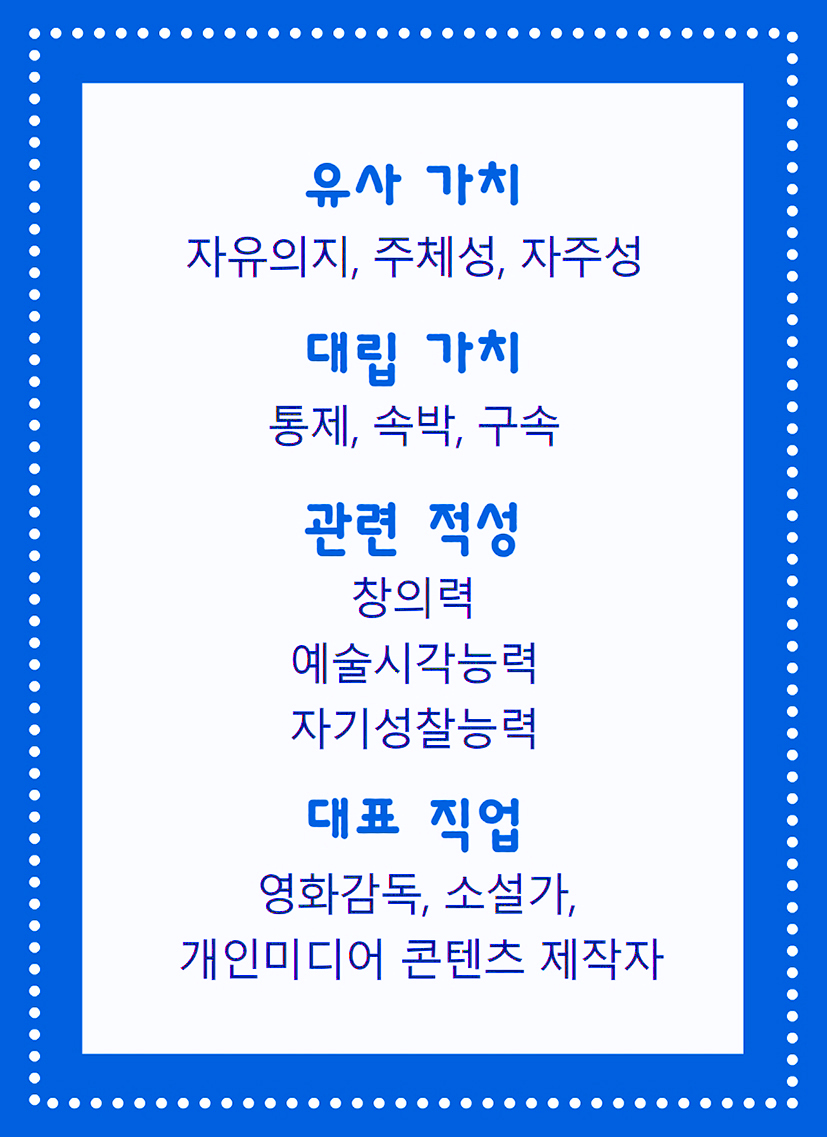 유사 가치
자유의지, 주체성, 자주성
대립 가치
통제, 속박, 구속
관련 적성
창의력
예술시각능력
자기성찰능력
대표 직업
영화감독, 소설가,
개인미디어 콘텐츠 제작자